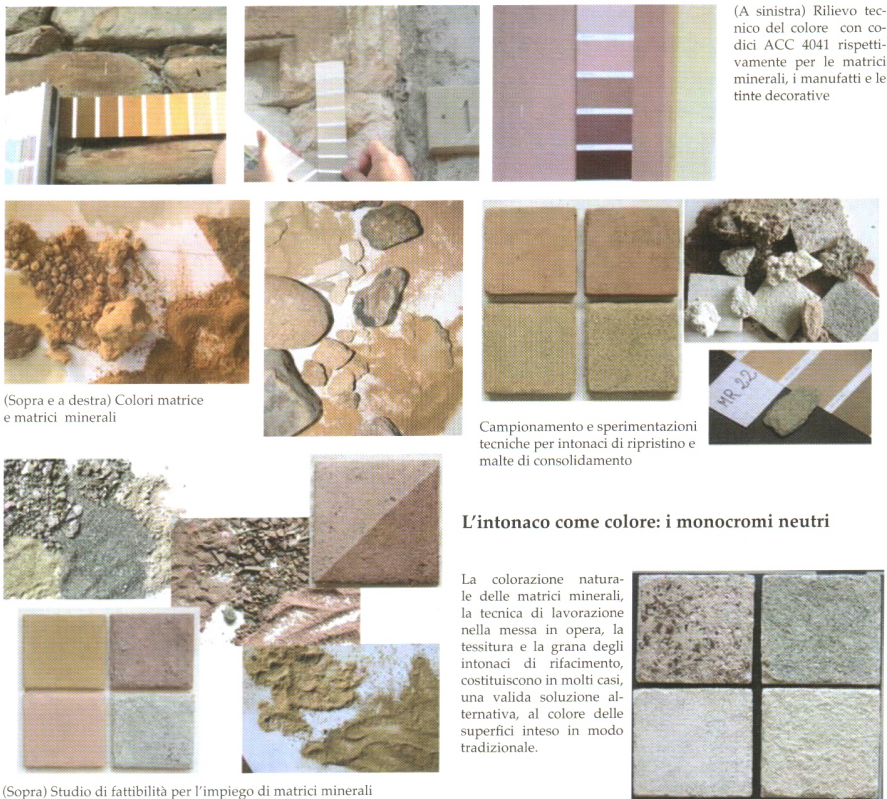 (A sinistra) Rilievo tec-
nico del colore con co-
dici ACC 4041 rispetti-
vamente per le matrici
minerali, i manufatti e le
tinte decorative
(Sopra e a destra) Colori matrice
e matrici minerali
MR 22
Campionamento e sperimentazioni
tecniche per intonaci di ripristino e
malte di consolidamento
L'intonaco come colore: i monocromi neutri
La colorazione natura-
le delle matrici minerali,
la tecnica di lavorazione
nella messa in opera, la
tessitura e la grana degli
intonaci di rifacimento,
costituiscono in molti casi,
una valida soluzione al-
ternativa, al colore delle
superfici inteso in modo
tradizionale.
(Sopra) Studio di fattibilità per l'impiego di matrici minerali